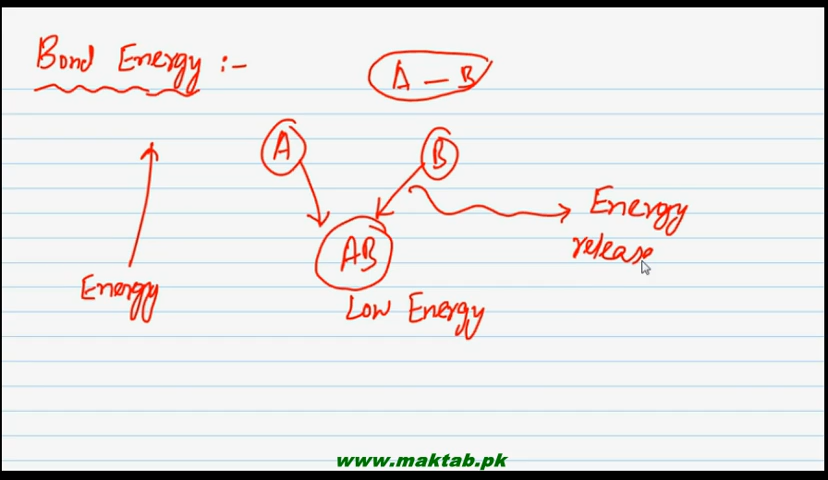 Bond Energy :-
A – B
A
B
Energy
release
AB
Energy
Low Energy
www.maktab.pk